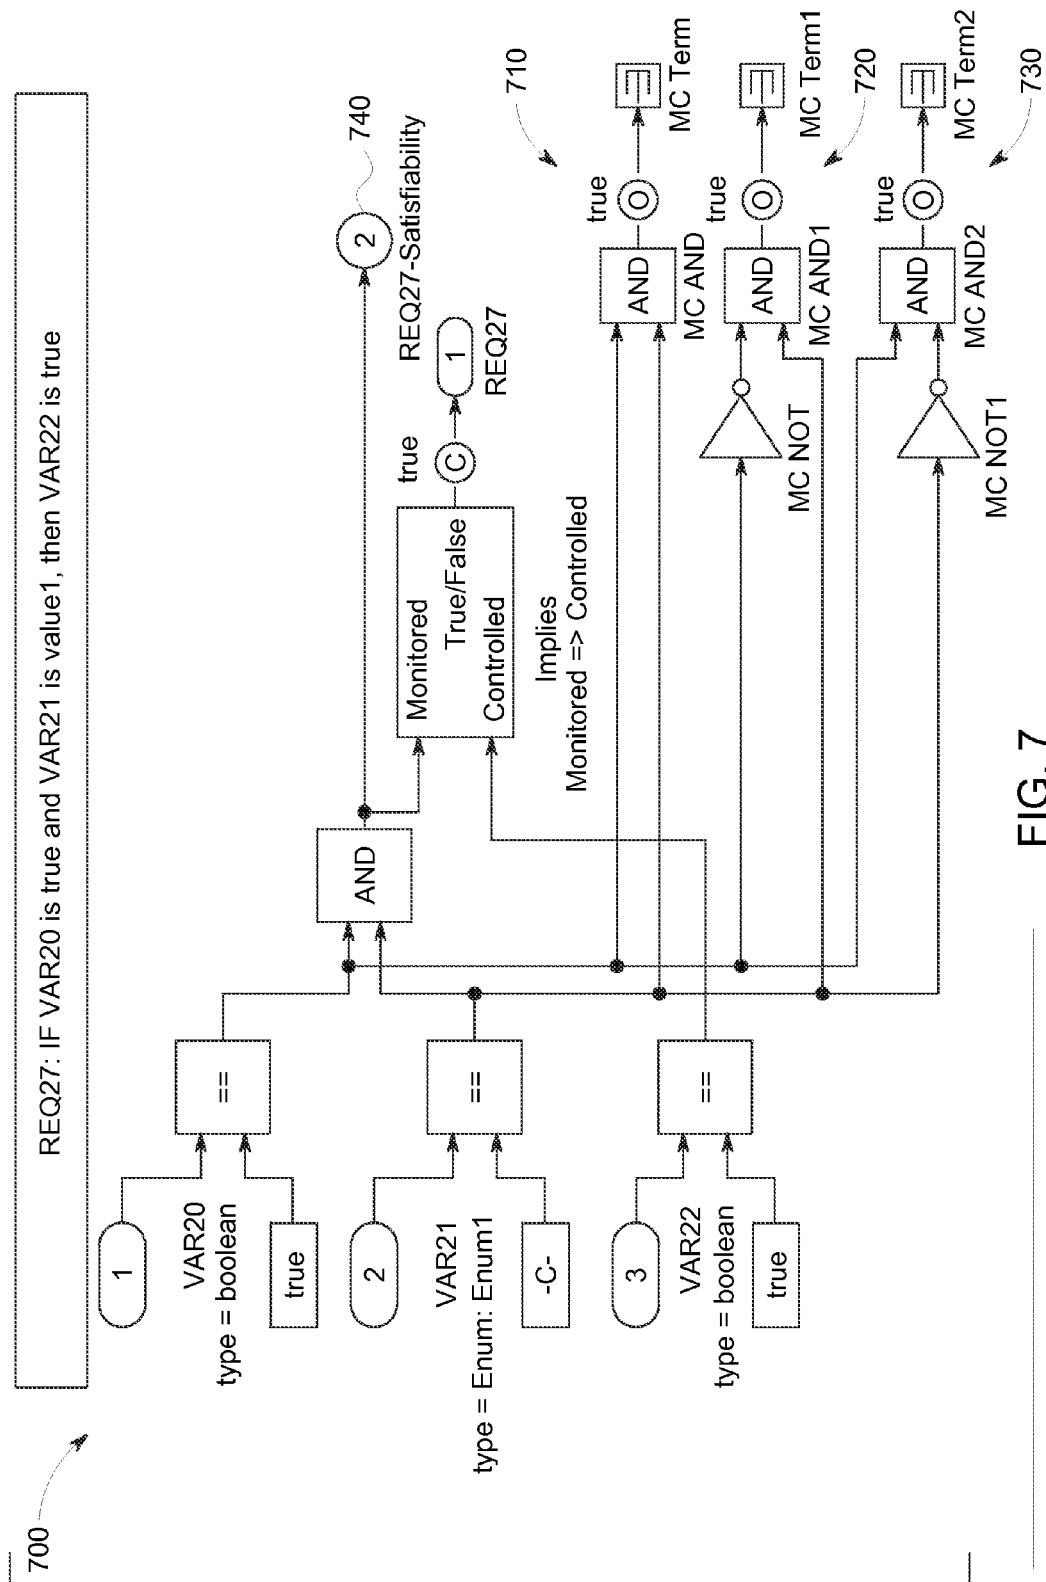 700
REQ27: IF VAR20 is true and VAR21 is value1, then VAR22 is true
1
VAR20
type = boolean
true
==
2
VAR21
type = Enum: Enum1
-C-
==
3
VAR22
type = boolean
true
==
AND
Monitored
True/False
Controlled
Implies
Monitored => Controlled
true
C
1
REQ27
2
740
REQ27-Satisfiability
710
AND
MC AND
true
O
MC Term
MC NOT
AND
MC AND1
true
O
MC Term1
720
MC NOT1
AND
MC AND2
true
O
MC Term2
730
FIG. 7